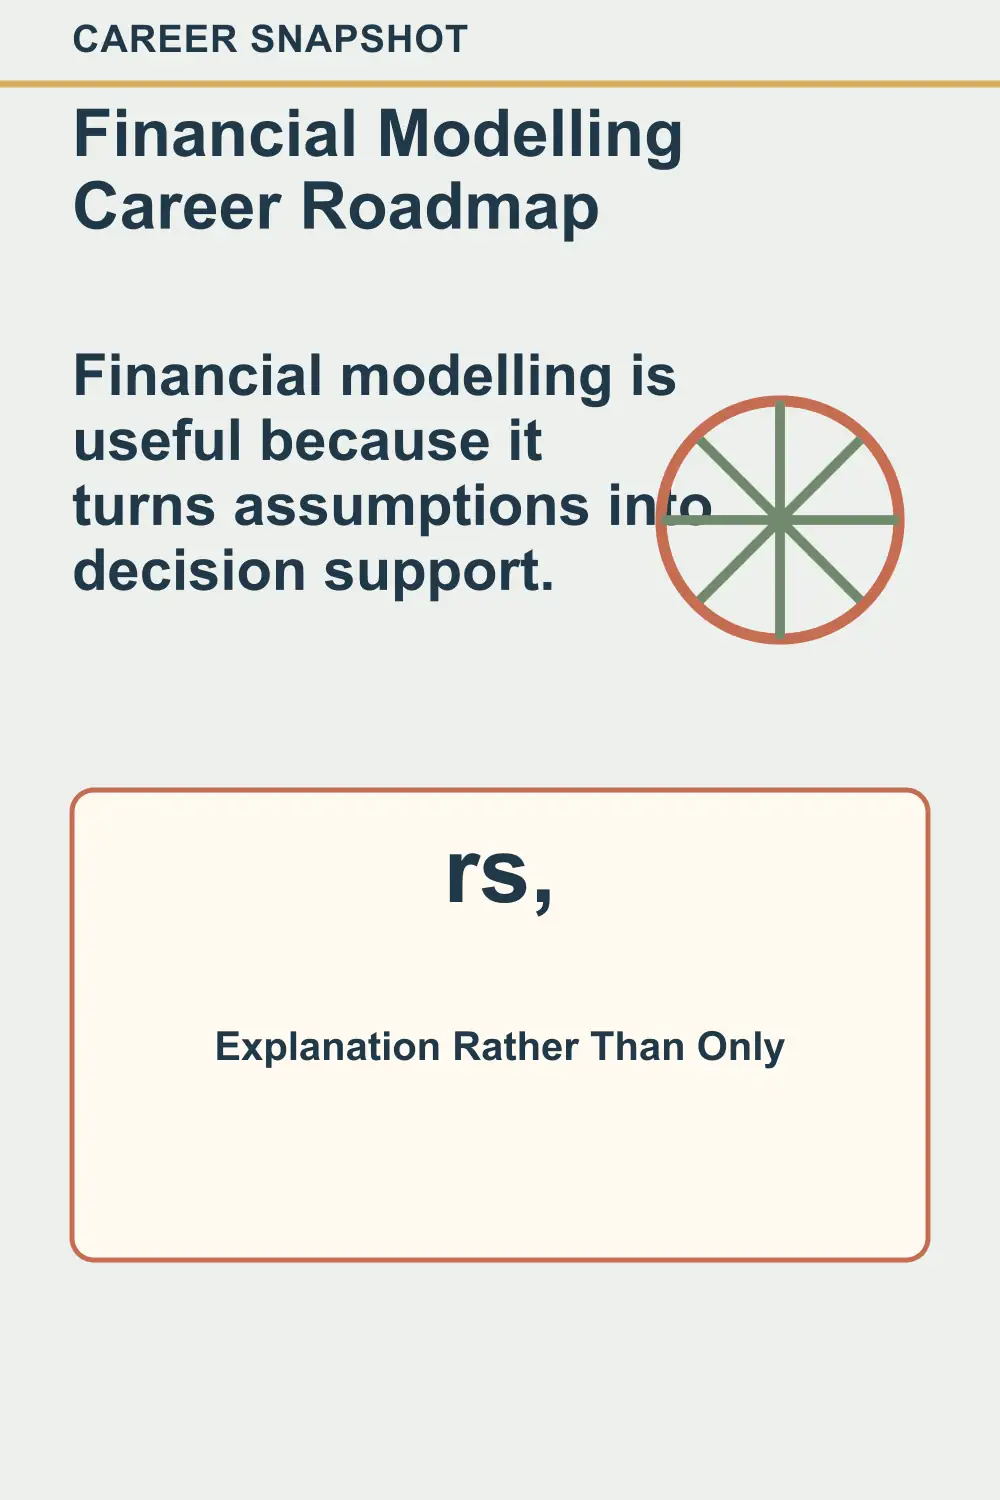 CAREER SNAPSHOT
Financial Modelling
Career Roadmap
Financial modelling is
useful because it
turns assumptions into
decision support.
rs,
Explanation Rather Than Only